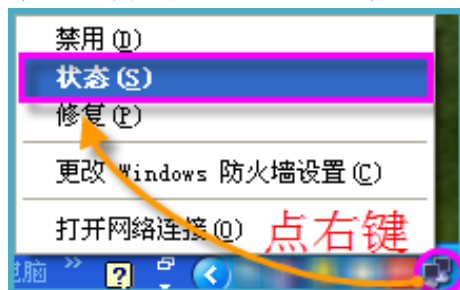 禁用(D)
状态(S)
修复(P)
更改 Windows 防火墙设置(C)
打开网络连接(O)
点右键
脑 »
?